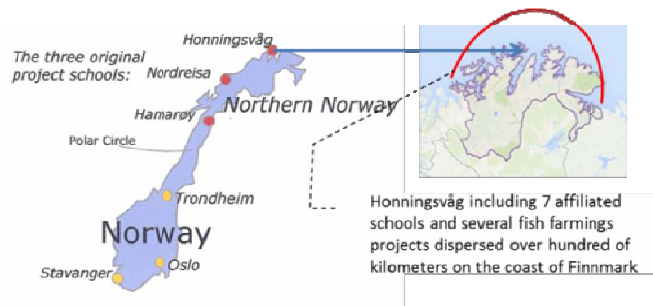 Honningsvåg
The three original
project schools:
Nordreisa
Northern Norway
Hamarøy
Polar Circle
Trondheim
Norway
Oslo
Stavanger
Honningsvåg including 7 affiliated
schools and several fish farmings
projects dispersed over hundred of
kilometers on the coast of Finnmark